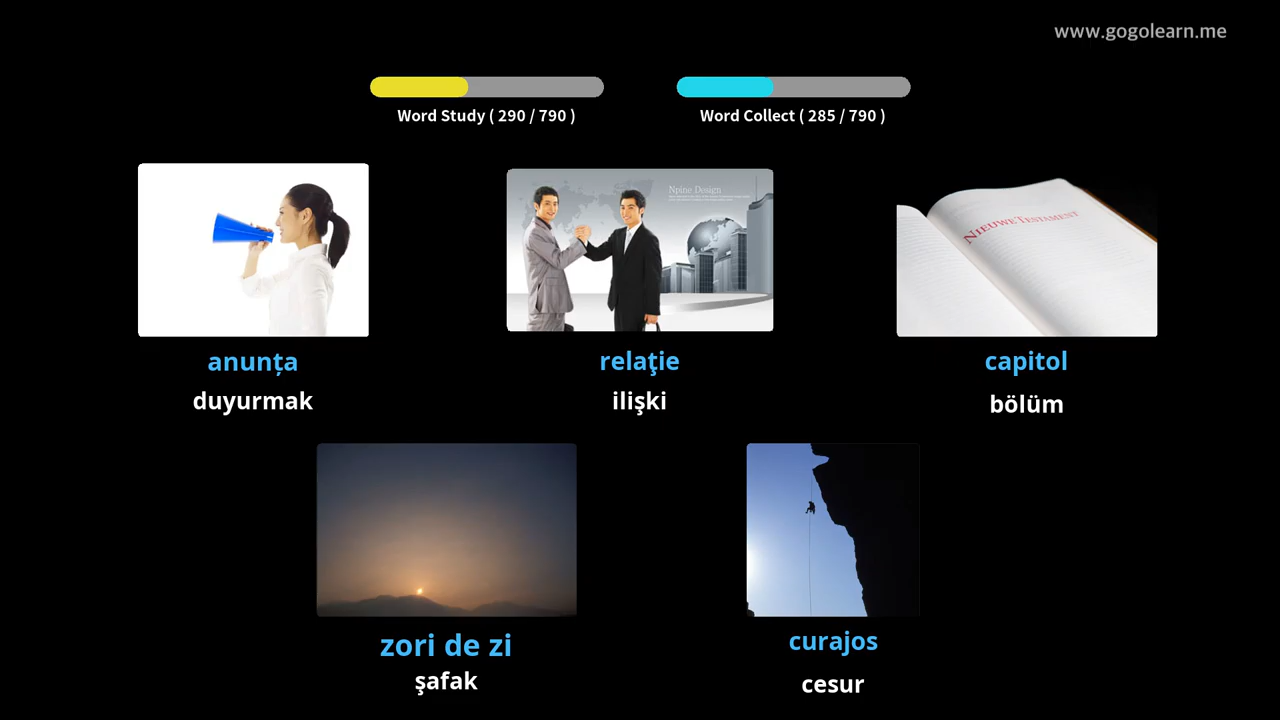 www.gogolearn.me
Word Study ( 290 / 790 )
Word Collect ( 285 / 790 )
Npine Design
NIEUWE TESTAMENT
anunța
relaţie
capitol
duyurmak
ilişki
bölüm
zori de zi
curajos
şafak
cesur